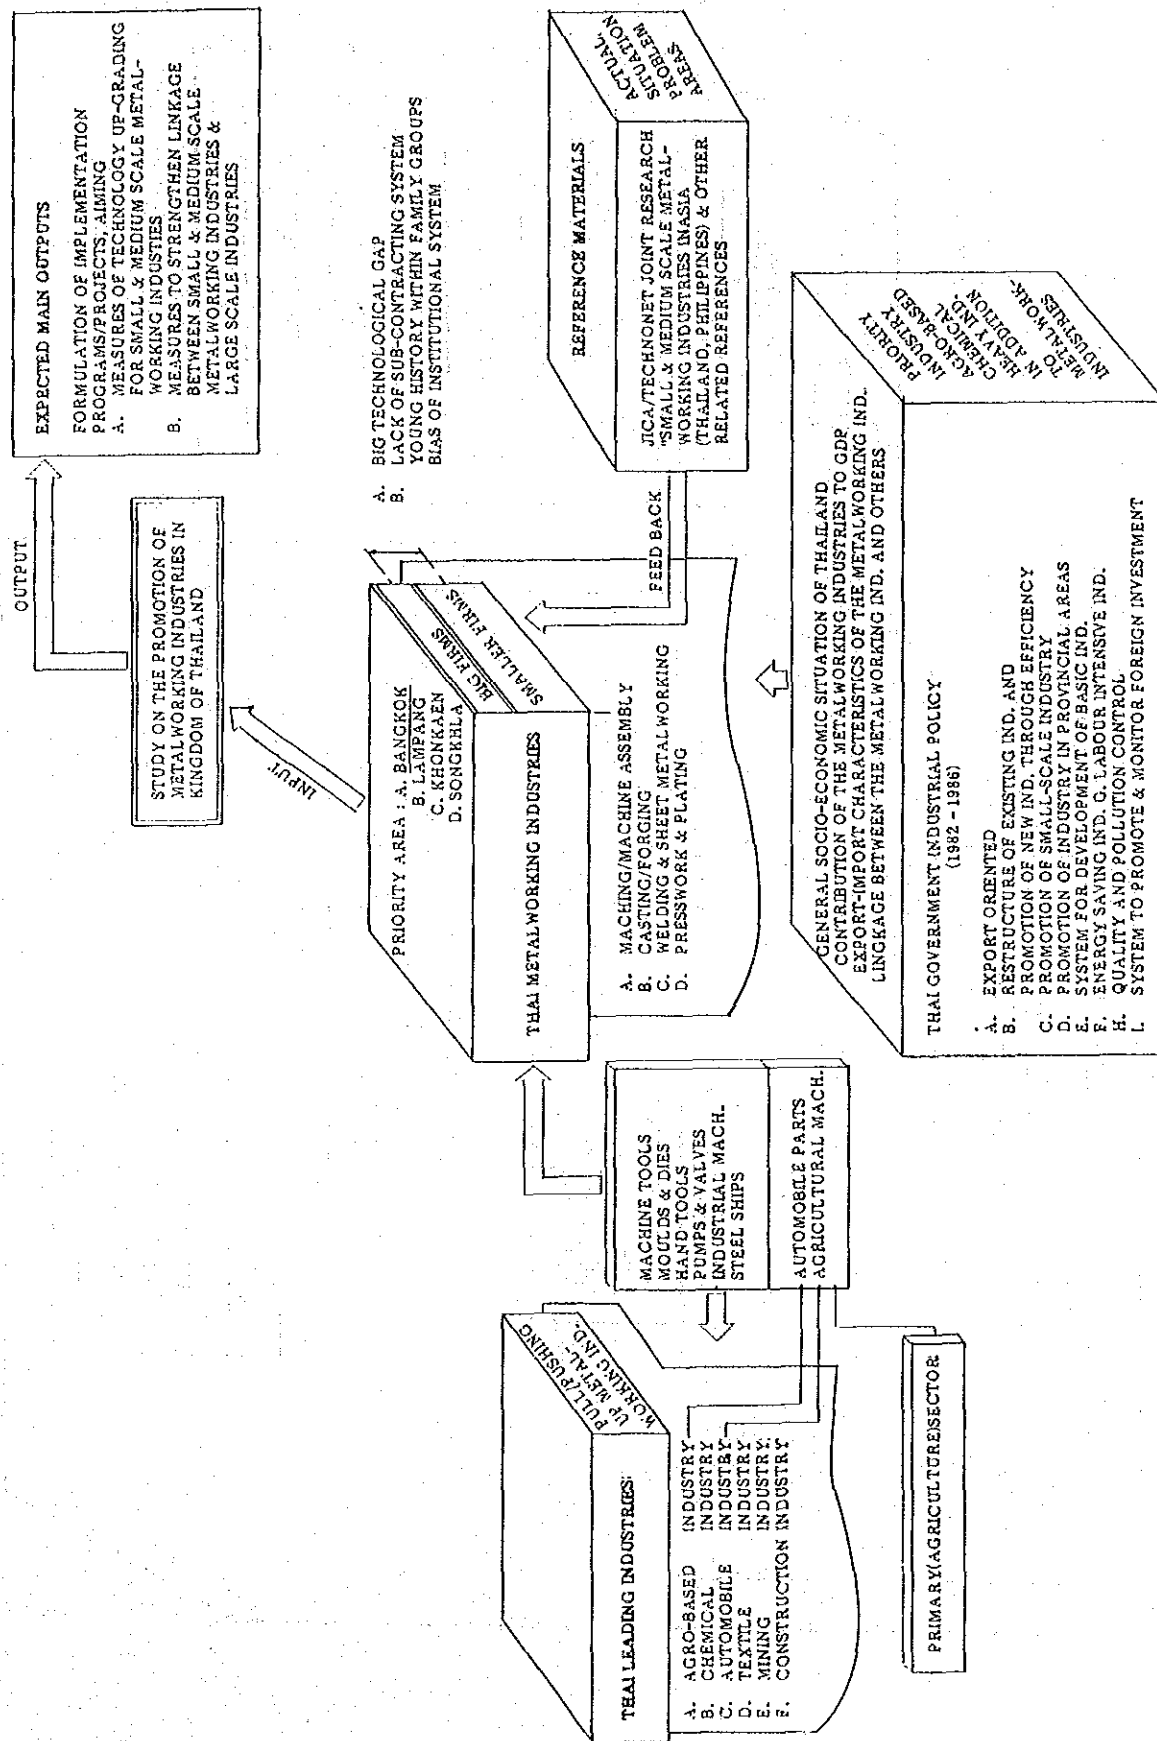 OUTPUT
EXPECTED MAIN OUTPUTS
FORMULATION OF IMPLEMENTATION
PROGRAMS/PROJECTS, AIMING
A. MEASURES OF TECHNOLOGY UP-GRADING
FOR SMALL & MEDIUM SCALE METAL-
WORKING INDUSTIES
B. MEASURES TO STRENGTHEN LINKAGE
BETWEEN SMALL & MEDIUM SCALE
METALWORKING INDUSTRIES &
LARGE SCALE INDUSTRIES
STUDY ON THE PROMOTION OF
METALWORKING INDUSTRIES IN
KINGDOM OF THAILAND
INPUT
A. BIG TECHNOLOGICAL GAP
B. LACK OF SUB-CONTRACTING SYSTEM
YOUNG HISTORY WITHIN FAMILY GROUPS
BIAS OF INSTITUTIONAL SYSTEM
PRIORITY AREA : A. BANGKOK
B. LAMPANG
C. KHONKAEN
D. SONGKHLA
BIG FIRMS
SMALLER FIRMS
THAI METALWORKING INDUSTRIES
A. MACHING/MACHINE ASSEMBLY
B. CASTING/FORGING
C. WELDING & SHEET METALWORKING
D. PRESSWORK & PLATING
FEED BACK
REFERENCE MATERIALS
JICA/TECHNONET JOINT RESEARCH
"SMALL & MEDIUM SCALE METAL-
WORKING INDUSTRIES INASIA
(THAILAND, PHILIPPINES) & OTHER
RELATED REFERENCES
ACTUAL
SITUATION
PROBLEM
AREAS
THAI LEADING INDUSTRIES:
PULL/PUSHING
UP METAL-
WORKING IND.
A. AGRO-BASED INDUSTRY
B. CHEMICAL INDUSTRY
C. AUTOMOBILE INDUSTRY
D. TEXTILE INDUSTRY
E. MINING INDUSTRY
F. CONSTRUCTION INDUSTRY
MACHINE TOOLS
MOULDS & DIES
HAND TOOLS
PUMPS & VALVES
INDUSTRIAL MACH.
STEEL SHIPS
AUTOMOBILE PARTS
AGRICULTURAL MACH.
PRIMARY(AGRICULTURE)SECTOR
GENERAL SOCIO-ECONOMIC SITUATION OF THAILAND
CONTRIBUTION OF THE METALWORKING INDUSTRIES TO GDP
EXPORT-IMPORT CHARACTERISTICS OF THE METALWORKING IND.
LINGKAGE BETWEEN THE METALWORKING IND. AND OTHERS
PRIORITY
INDUSTRY
AGRO-BASED
CHEMICAL
HEAVY IND.
IN ADDITION
TO
METALWORK-
INDUSTRIES
THAI GOVERNMENT INDUSTRIAL POLICY
(1982 - 1986)
A. EXPORT ORIENTED
B. RESTRUCTURE OF EXISTING IND. AND
PROMOTION OF NEW IND. THROUGH EFFICIENCY
C. PROMOTION OF SMALL-SCALE INDUSTRY
D. PROMOTION OF INDUSTRY IN PROVINCIAL AREAS
E. SYSTEM FOR DEVELOPMENT OF BASIC IND.
F. ENERGY SAVING IND. G. LABOUR INTENSIVE IND.
H. QUALITY AND POLLUTION CONTROL
I. SYSTEM TO PROMOTE & MONITOR FOREIGN INVESTMENT